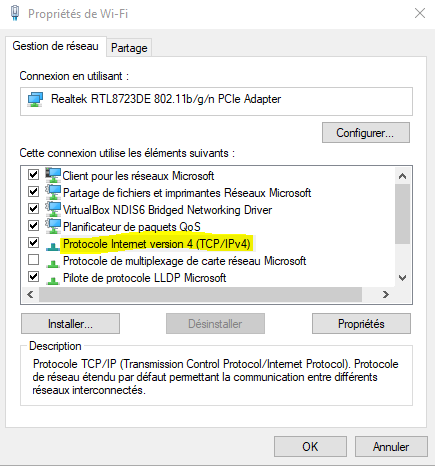 Propriétés de Wi-Fi
Gestion de réseau Partage
Connexion en utilisant :
Realtek RTL8723DE 802.11b/g/n PCIe Adapter
Configurer...
Cette connexion utilise les éléments suivants :
Client pour les réseaux Microsoft
Partage de fichiers et imprimantes Réseaux Microsoft
VirtualBox NDIS6 Bridged Networking Driver
Planificateur de paquets QoS
Protocole Internet version 4 (TCP/IPv4)
Protocole de multiplexage de carte réseau Microsoft
Pilote de protocole LLDP Microsoft
Installer... Désinstaller Propriétés
Description
Protocole TCP/IP (Transmission Control Protocol/Internet Protocol). Protocole
de réseau étendu par défaut permettant la communication entre différents
réseaux interconnectés.
OK Annuler